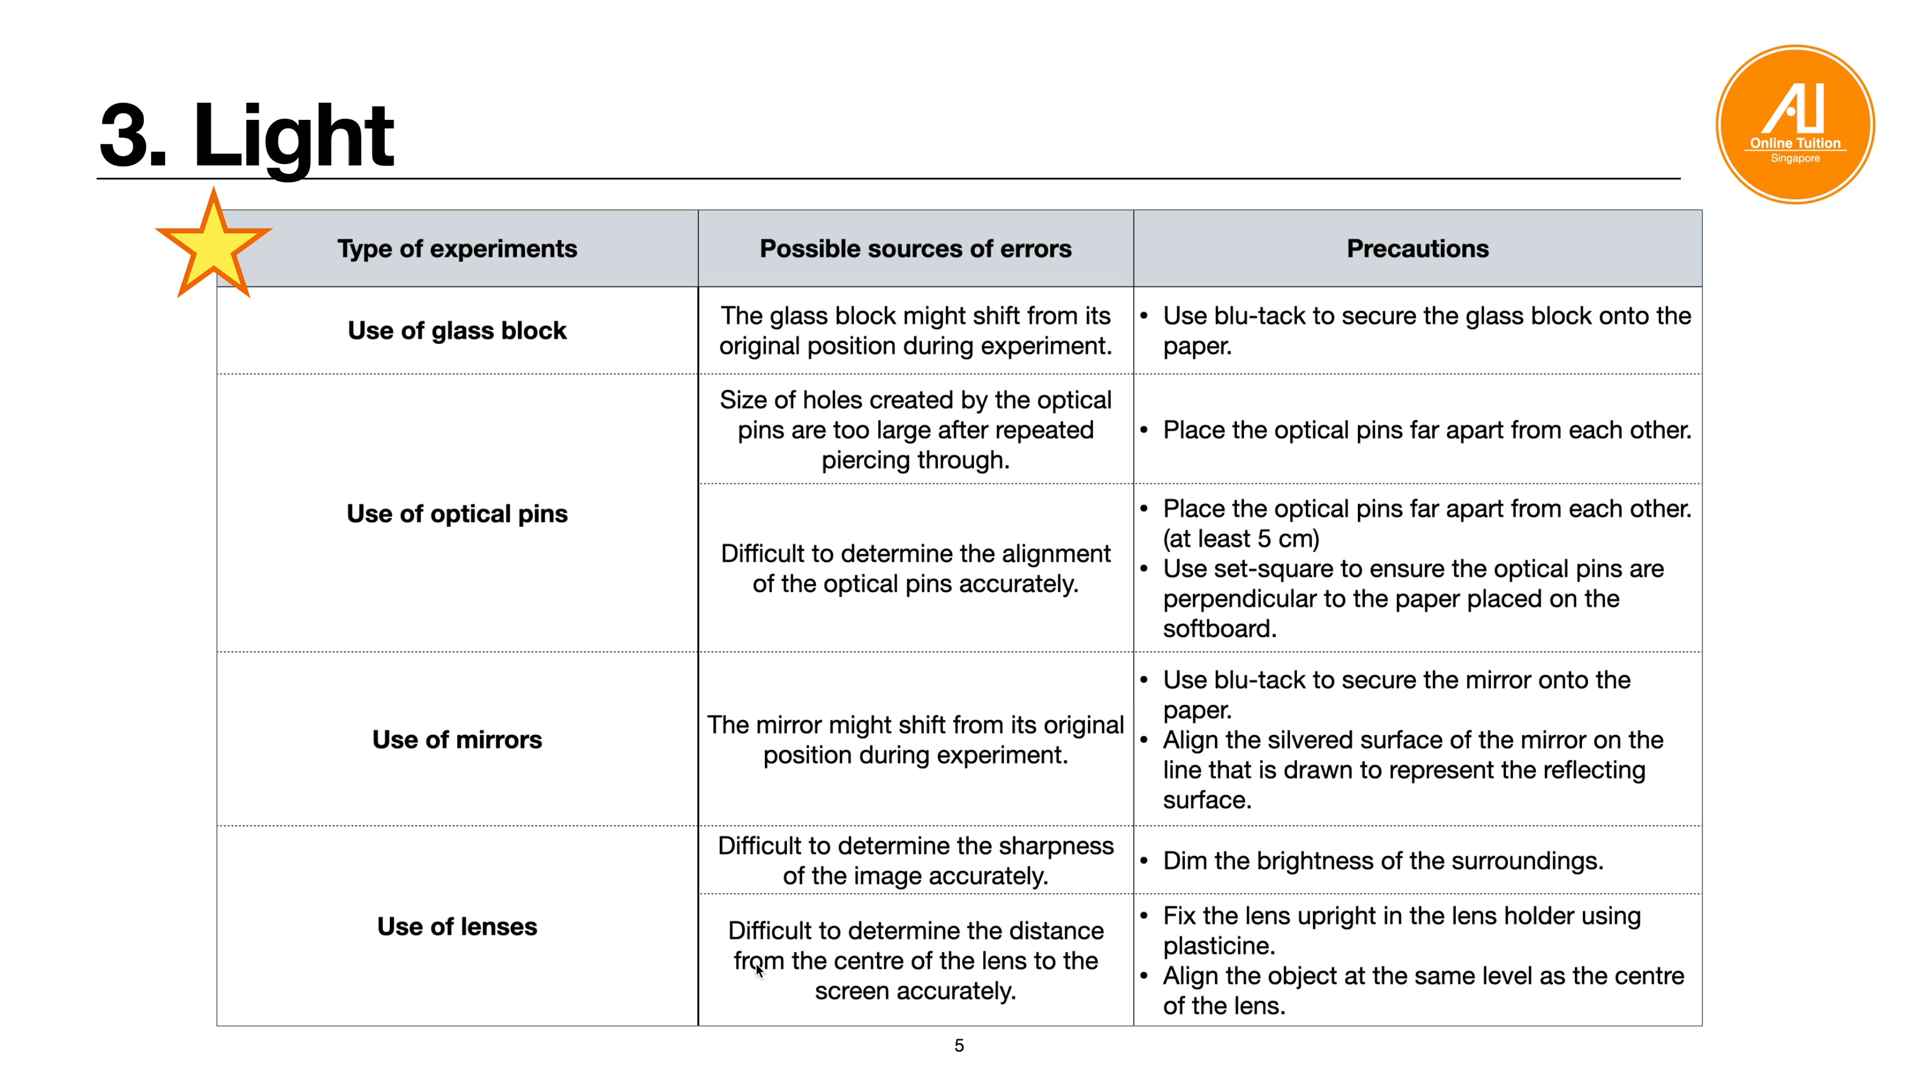 3. Light
AU
Online Tuition
Singapore
Type of experiments
Possible sources of errors
Precautions
Use of glass block
The glass block might shift from its
original position during experiment.
• Use blu-tack to secure the glass block onto the
paper.
Use of optical pins
Size of holes created by the optical
pins are too large after repeated
piercing through.
• Place the optical pins far apart from each other.
Difficult to determine the alignment
of the optical pins accurately.
• Place the optical pins far apart from each other.
(at least 5 cm)
• Use set-square to ensure the optical pins are
perpendicular to the paper placed on the
softboard.
Use of mirrors
The mirror might shift from its original
position during experiment.
• Use blu-tack to secure the mirror onto the
paper.
• Align the silvered surface of the mirror on the
line that is drawn to represent the reflecting
surface.
Use of lenses
Difficult to determine the sharpness
of the image accurately.
• Dim the brightness of the surroundings.
Difficult to determine the distance
from the centre of the lens to the
screen accurately.
• Fix the lens upright in the lens holder using
plasticine.
• Align the object at the same level as the centre
of the lens.
5